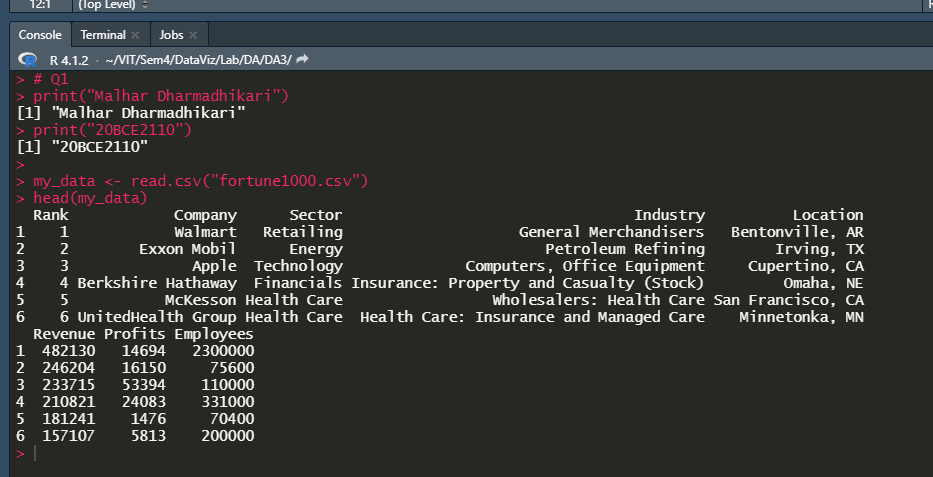 12:1 (Top Level)
Console Terminal Jobs
R 4.1.2 · ~/VIT/Sem4/DataViz/Lab/DA/DA3/
> # Q1
> print("Malhar Dharmadhikari")
[1] "Malhar Dharmadhikari"
> print("20BCE2110")
[1] "20BCE2110"
>
> my_data <- read.csv("fortune1000.csv")
> head(my_data)
  Rank            Company      Sector                                  Industry          Location
1    1            Walmart   Retailing                     General Merchandisers   Bentonville, AR
2    2        Exxon Mobil      Energy                        Petroleum Refining        Irving, TX
3    3              Apple  Technology               Computers, Office Equipment     Cupertino, CA
4    4 Berkshire Hathaway  Financials Insurance: Property and Casualty (Stock)         Omaha, NE
5    5           McKesson Health Care                  Wholesalers: Health Care San Francisco, CA
6    6 UnitedHealth Group Health Care  Health Care: Insurance and Managed Care    Minnetonka, MN
  Revenue Profits Employees
1  482130   14694   2300000
2  246204   16150     75600
3  233715   53394    110000
4  210821   24083    331000
5  181241    1476     70400
6  157107    5813    200000
>